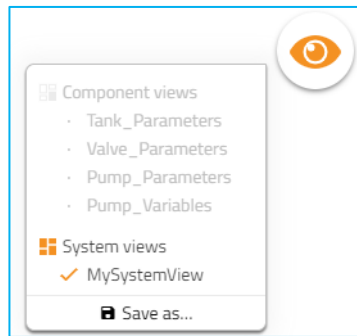 Component views
· Tank_Parameters
· Valve_Parameters
· Pump_Parameters
· Pump_Variables
System views
MySystemView
Save as...